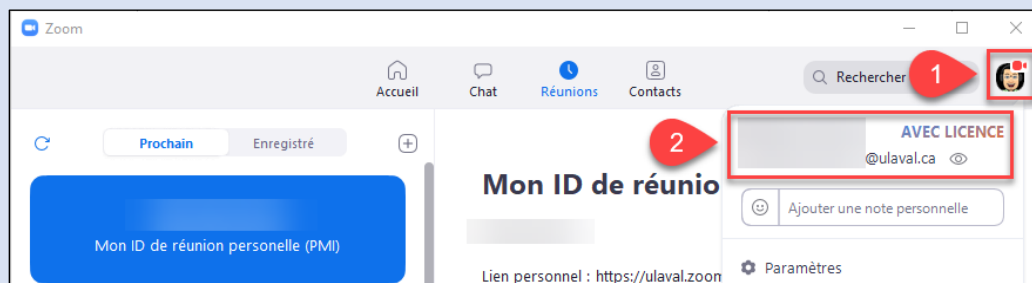 Zoom
Accueil
Chat
Réunions
Contacts
Rechercher
1
2
AVEC LICENCE
@ulaval.ca
Prochain
Enregistré
Mon ID de réunio
Ajouter une note personnelle
Mon ID de réunion personelle (PMI)
Lien personnel : https://ulaval.zoom
Paramètres